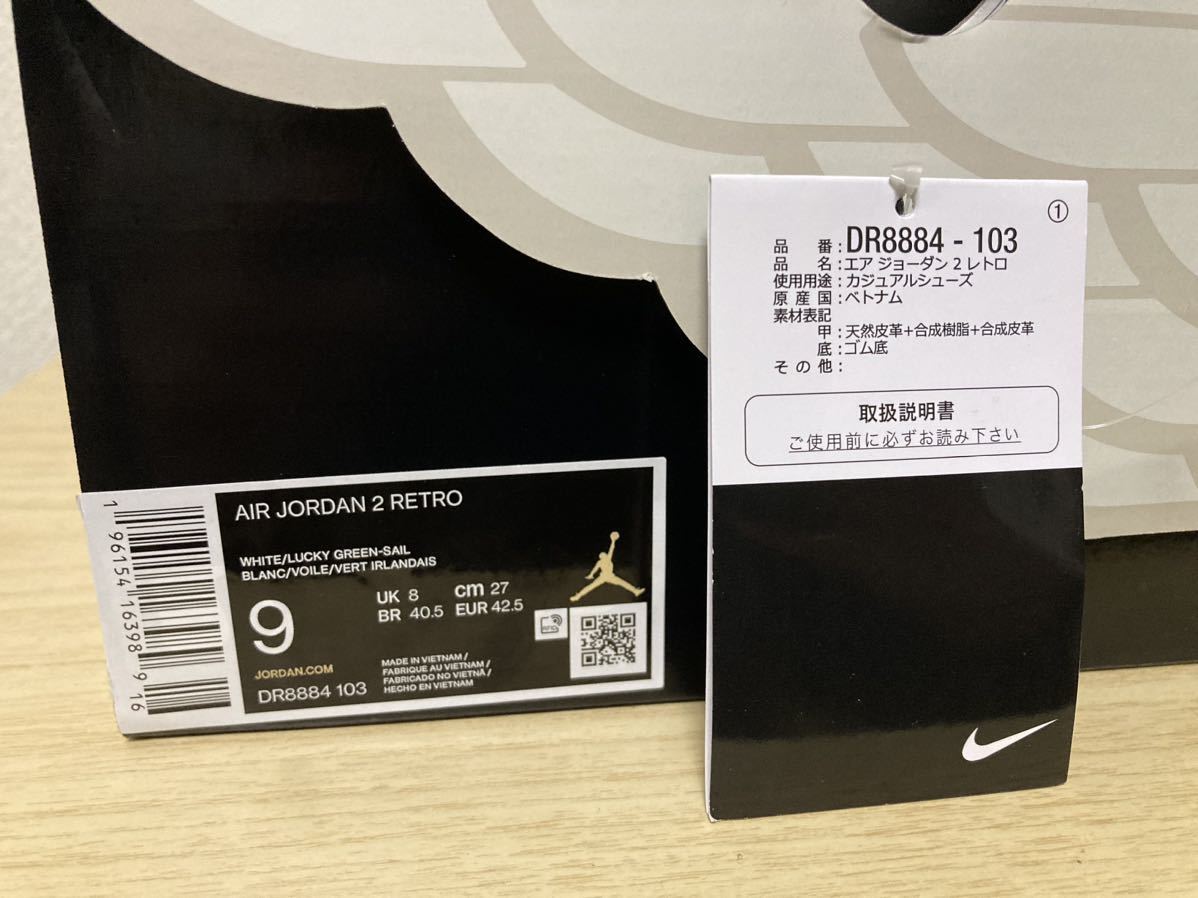 AIR JORDAN 2 RETRO
WHITE/LUCKY GREEN-SAIL
BLANC/VOILE/VERT IRLANDAIS
9
UK 8 cm 27
BR 40.5 EUR 42.5
JORDAN.COM
DR8884 103
MADE IN VIETNAM/
FABRIQUE AU VIETNAM/
FABRICADO NO VIETNÃ/
HECHO EN VIETNAM
1 96154 16398 9 16
①
品番:DR8884 - 103
品名:エア ジョーダン 2 レトロ
使用用途:カジュアルシューズ
原産国:ベトナム
素材表記
甲:天然皮革+合成樹脂+合成皮革
底:ゴム底
その他:
取扱説明書
ご使用前に必ずお読み下さい